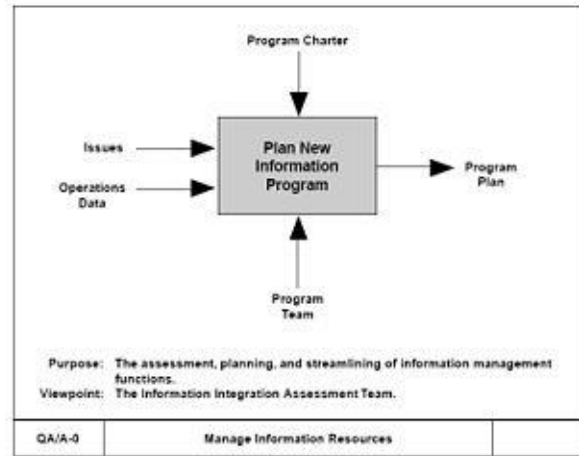 Program Charter
Issues
Operations
Data
Plan New
Information
Program
Program
Plan
Program
Team
Purpose: The assessment, planning, and streamlining of information management
functions.
Viewpoint: The Information Integration Assessment Team.
QA/A-0 Manage Information Resources